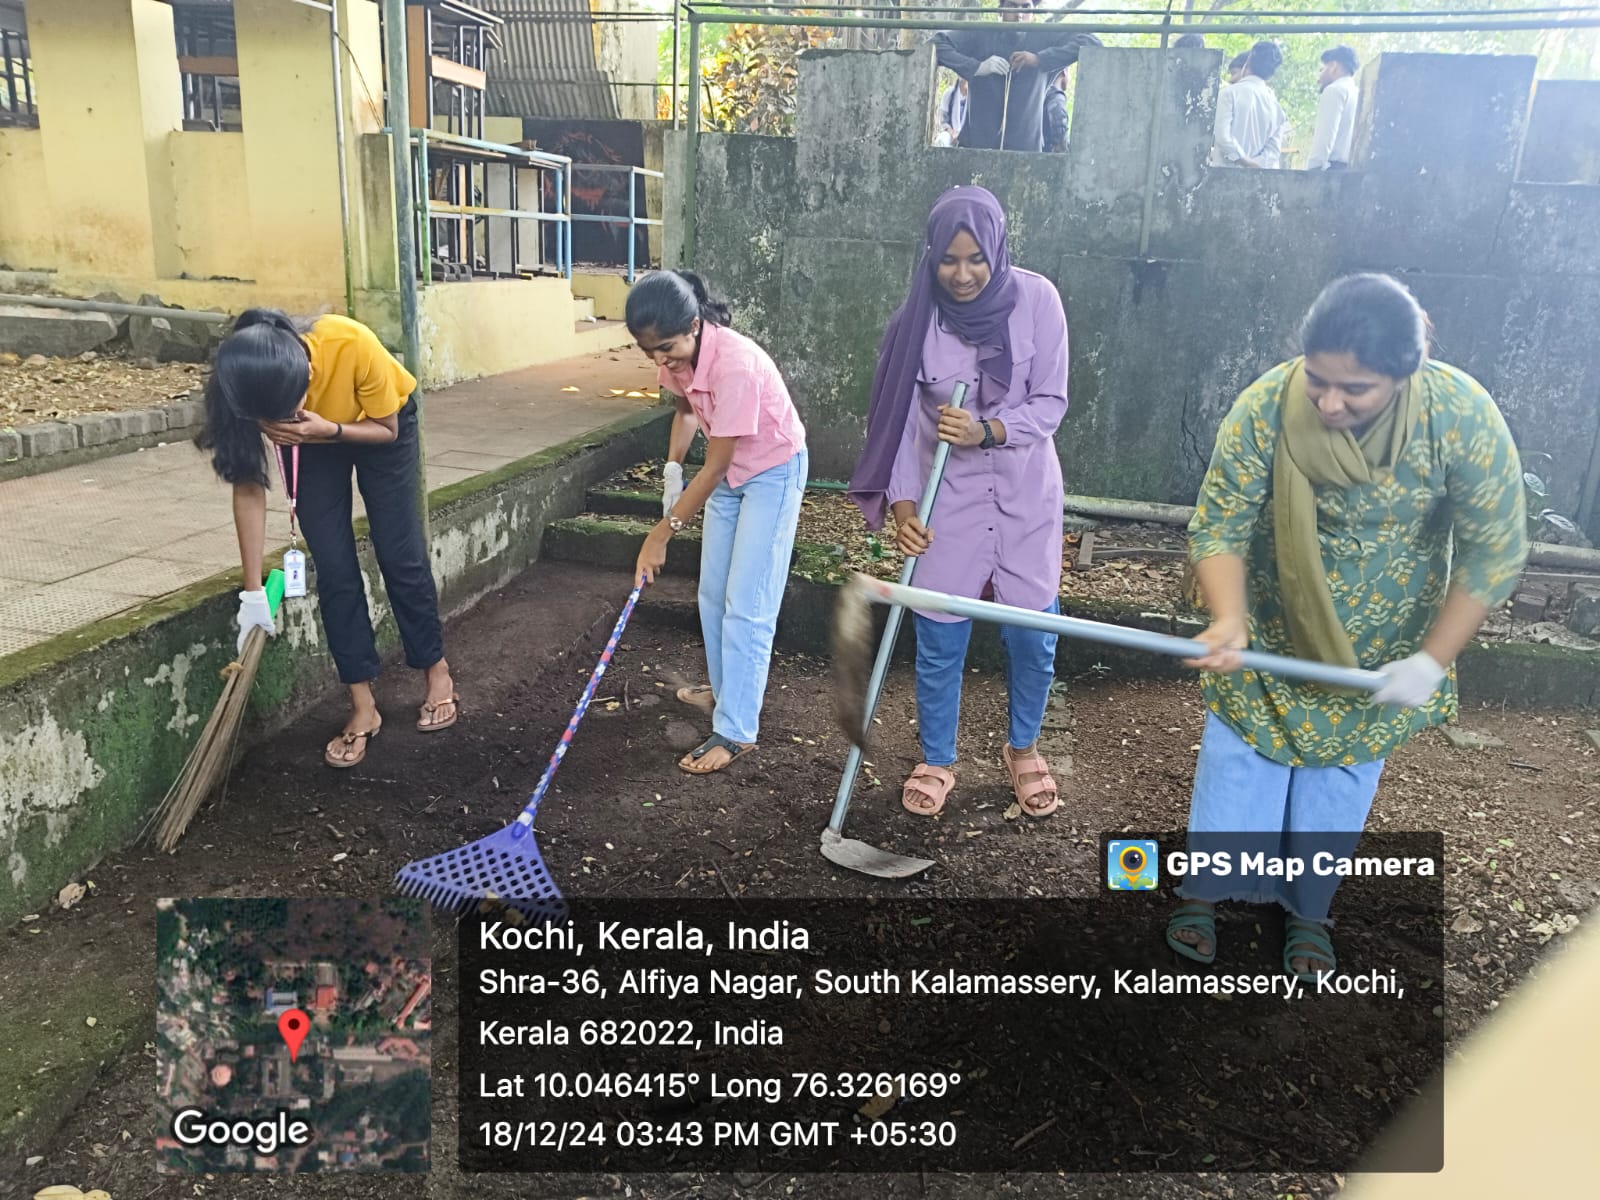 GPS Map Camera
Kochi, Kerala, India
Shra-36, Alfiya Nagar, South Kalamassery, Kalamassery, Kochi,
Kerala 682022, India
Lat 10.046415° Long 76.326169°
18/12/24 03:43 PM GMT +05:30
Google